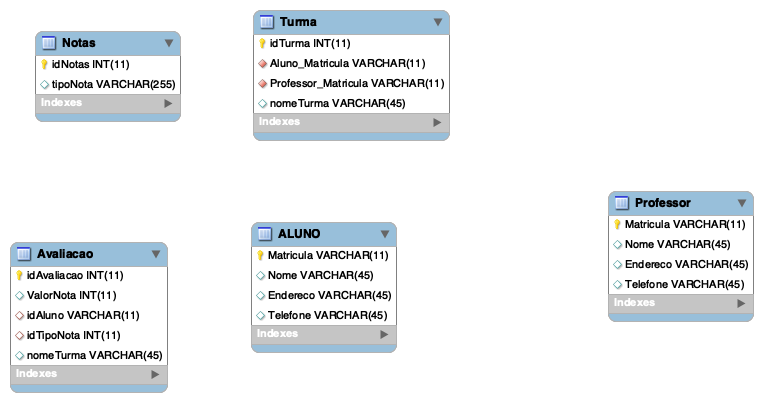 Notas
idNotas INT(11)
tipoNota VARCHAR(255)
Indexes
Turma
idTurma INT(11)
Aluno_Matricula VARCHAR(11)
Professor_Matricula VARCHAR(11)
nomeTurma VARCHAR(45)
Indexes
Professor
Matricula VARCHAR(11)
Nome VARCHAR(45)
Endereco VARCHAR(45)
Telefone VARCHAR(45)
Indexes
Avaliacao
idAvaliacao INT(11)
ValorNota INT(11)
idAluno VARCHAR(11)
idTipoNota INT(11)
nomeTurma VARCHAR(45)
Indexes
ALUNO
Matricula VARCHAR(11)
Nome VARCHAR(45)
Endereco VARCHAR(45)
Telefone VARCHAR(45)
Indexes